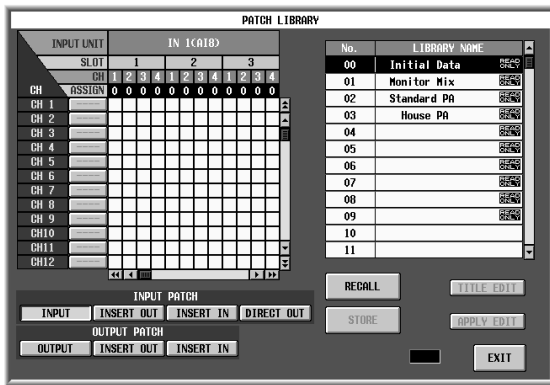 PATCH LIBRARY
INPUT UNIT IN 1(AI8)
SLOT 1 2 3
CH 1 2 3 4 1 2 3 4 1 2 3 4
CH ASSIGN 0 0 0 0 0 0 0 0 0 0 0 0
CH 1 -----
CH 2 -----
CH 3 -----
CH 4 -----
CH 5 -----
CH 6 -----
CH 7 -----
CH 8 -----
CH 9 -----
CH10 -----
CH11 -----
CH12 -----
INPUT PATCH
INPUT INSERT OUT INSERT IN DIRECT OUT
OUTPUT PATCH
OUTPUT INSERT OUT INSERT IN
No. LIBRARY NAME
00 Initial Data READ ONLY
01 Monitor Mix READ ONLY
02 Standard PA READ ONLY
03 House PA READ ONLY
04 READ ONLY
05 READ ONLY
06 READ ONLY
07 READ ONLY
08 READ ONLY
09 READ ONLY
10
11
RECALL TITLE EDIT
STORE APPLY EDIT
EXIT